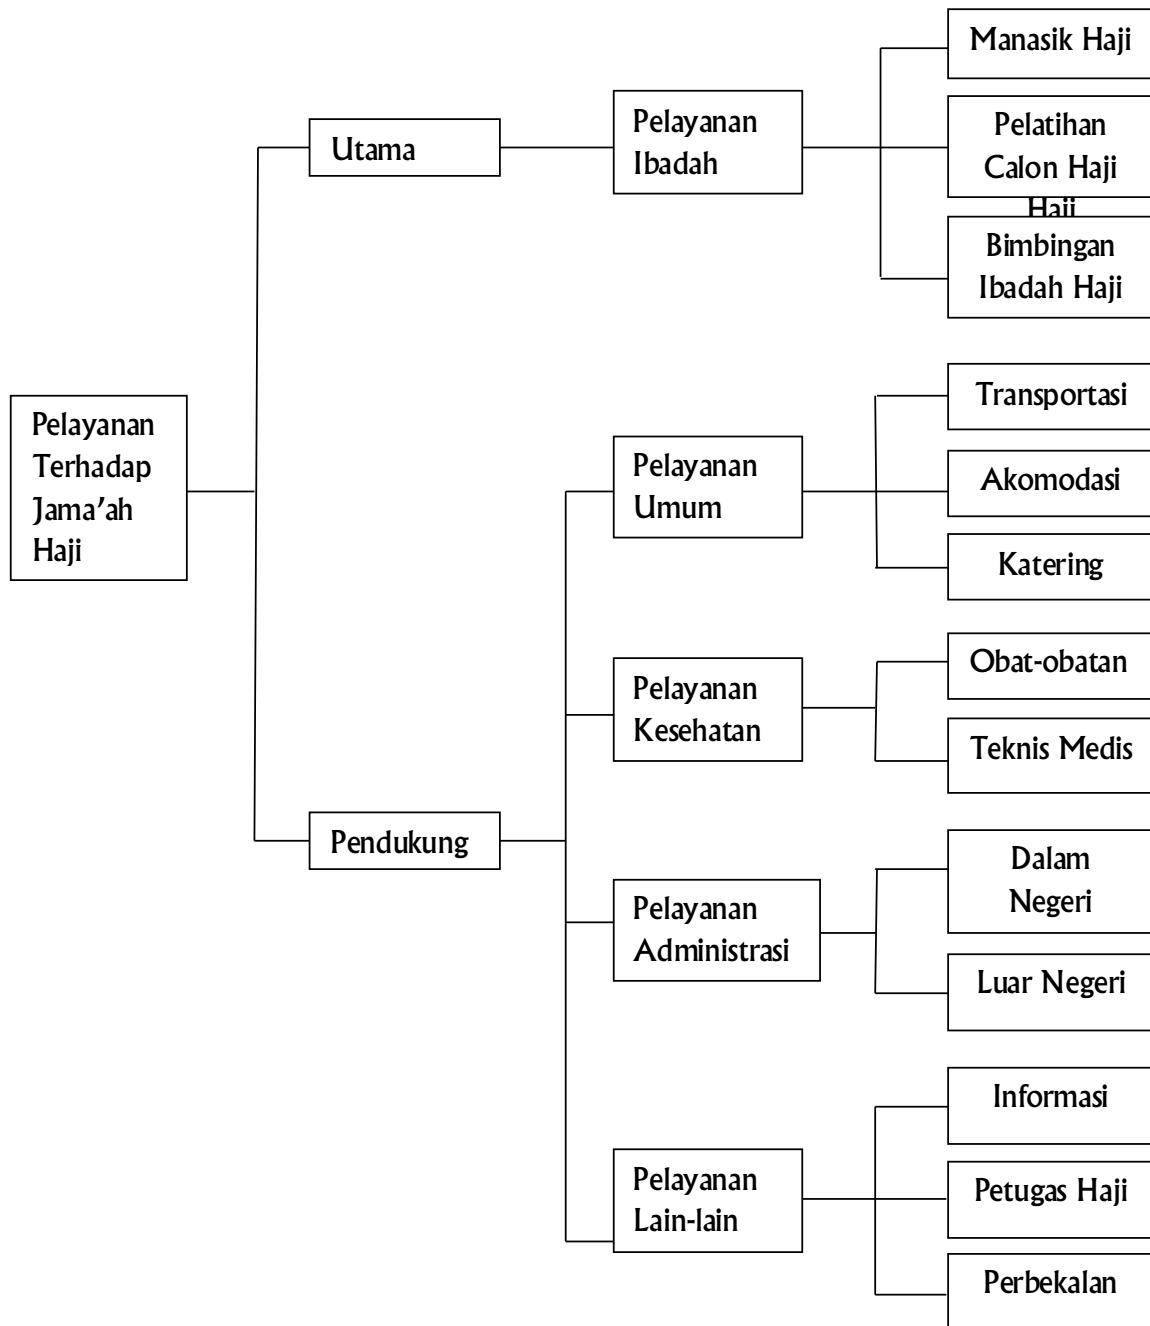 Manasik Haji
Pelatihan
Calon Haji
Haji
Bimbingan
Ibadah Haji
Utama
Pelayanan
Ibadah
Pelayanan
Terhadap
Jama'ah
Haji
Transportasi
Akomodasi
Katering
Pelayanan
Umum
Obat-obatan
Teknis Medis
Pelayanan
Kesehatan
Pendukung
Dalam
Negeri
Luar Negeri
Pelayanan
Administrasi
Informasi
Petugas Haji
Perbekalan
Pelayanan
Lain-lain